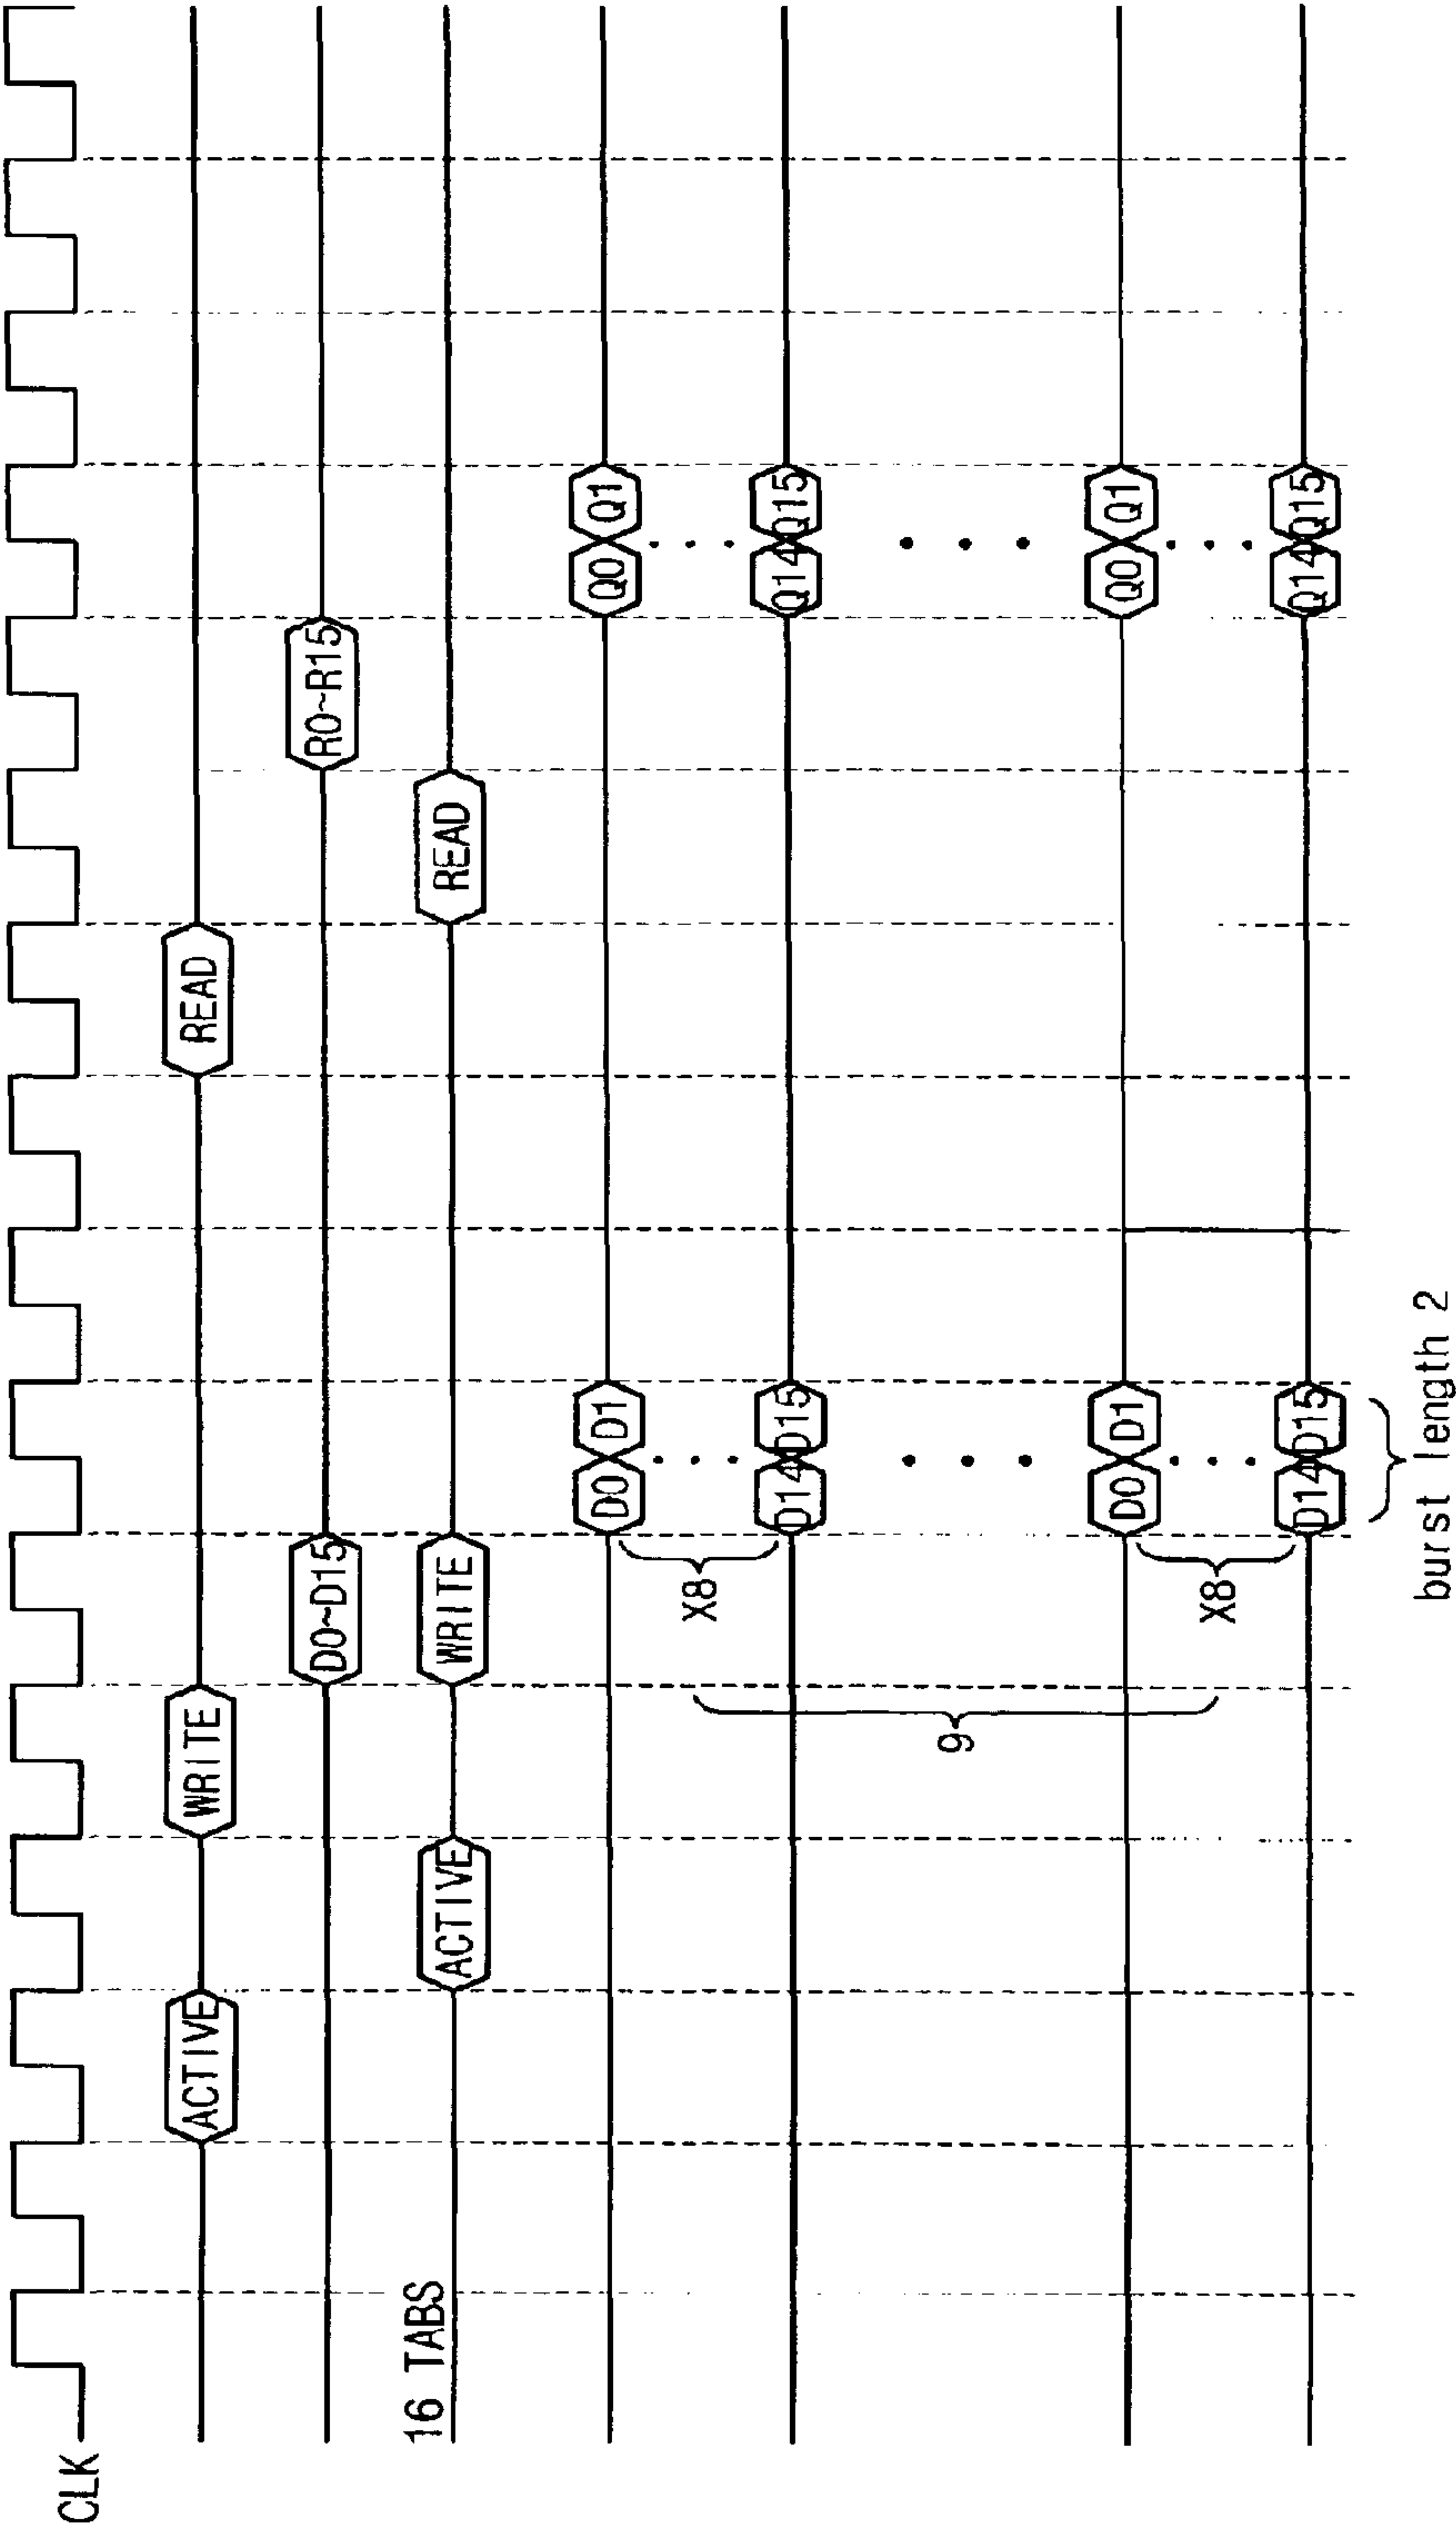 CLK
ACTIVE WRITE READ
D0~D15 R0~R15
16 TABS
ACTIVE WRITE READ
D0 D1 Q0 Q1
X8
D14 D15 Q14 Q15
9
D0 D1 Q0 Q1
X8
D14 D15 Q14 Q15
burst length 2